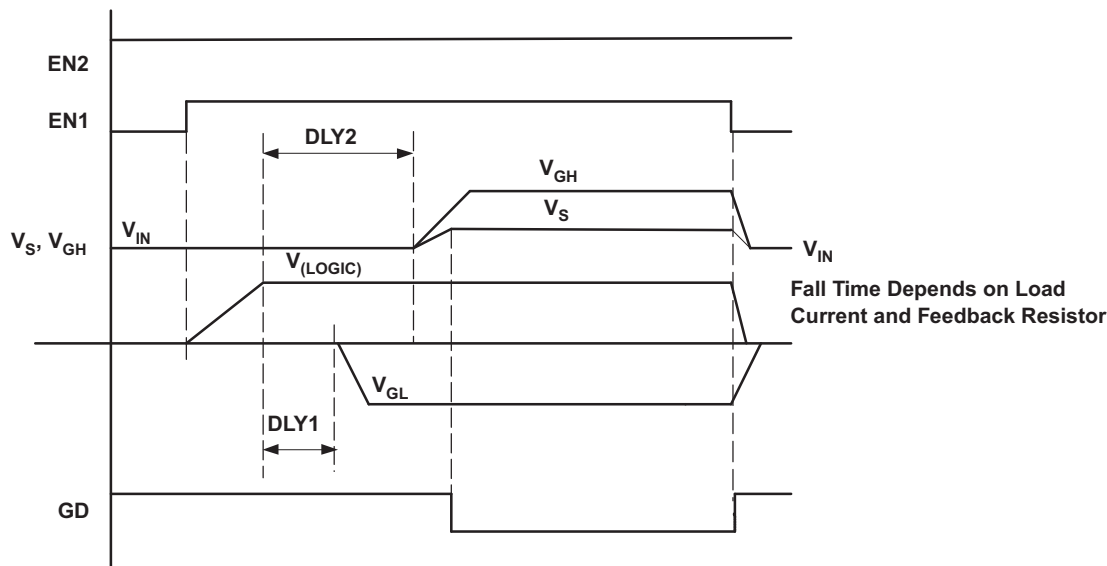 EN2
EN1
DLY2
V_GH
V_S
V_IN
V_S, V_GH
V_IN
V_(LOGIC)
Fall Time Depends on Load
Current and Feedback Resistor
V_GL
DLY1
GD